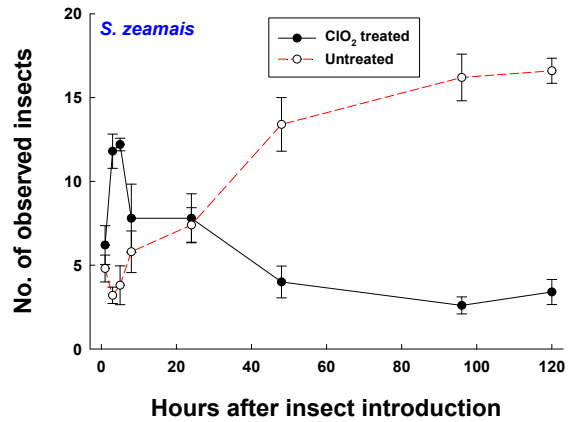 S. zeamais
ClO₂ treated
Untreated
No. of observed insects
20
15
10
5
0
0 20 40 60 80 100 120
Hours after insect introduction